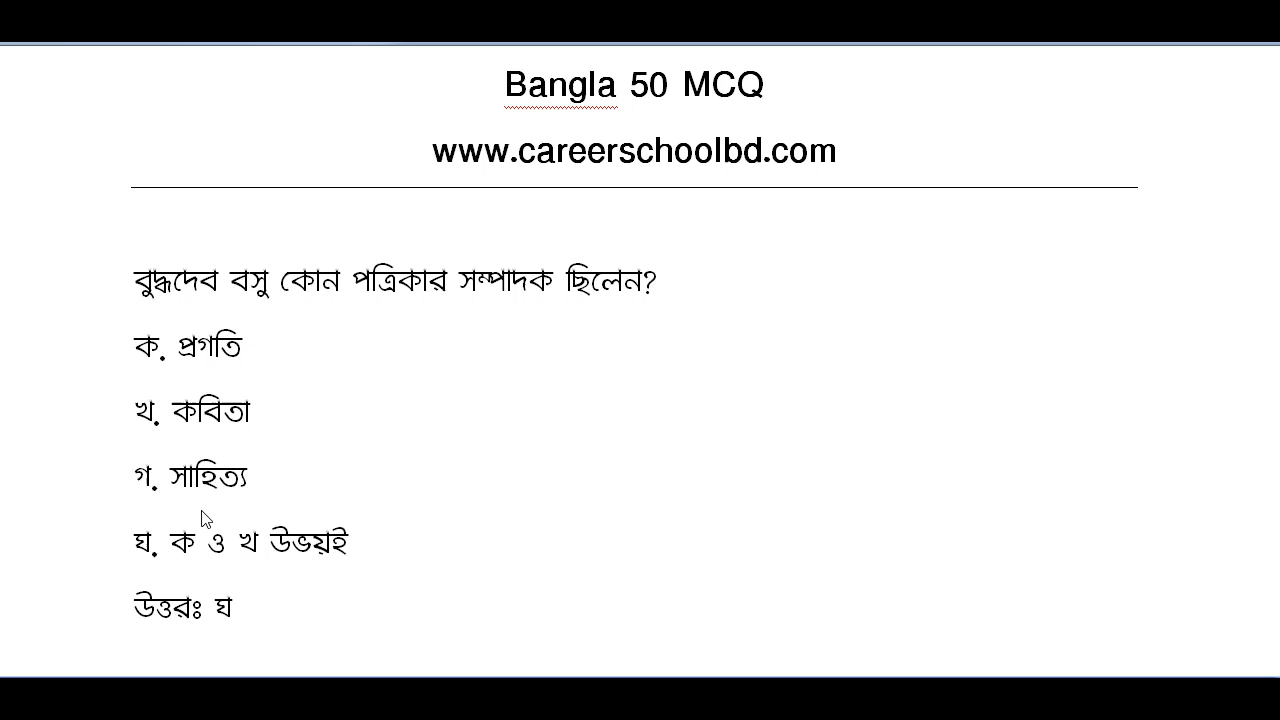 Bangla 50 MCQ
www.careerschoolbd.com
বুদ্ধদেব বসু কোন পত্রিকার সম্পাদক ছিলেন?
ক. প্রগতি
খ. কবিতা
গ. সাহিত্য
ঘ. ক ও খ উভয়ই
উত্তরঃ ঘ